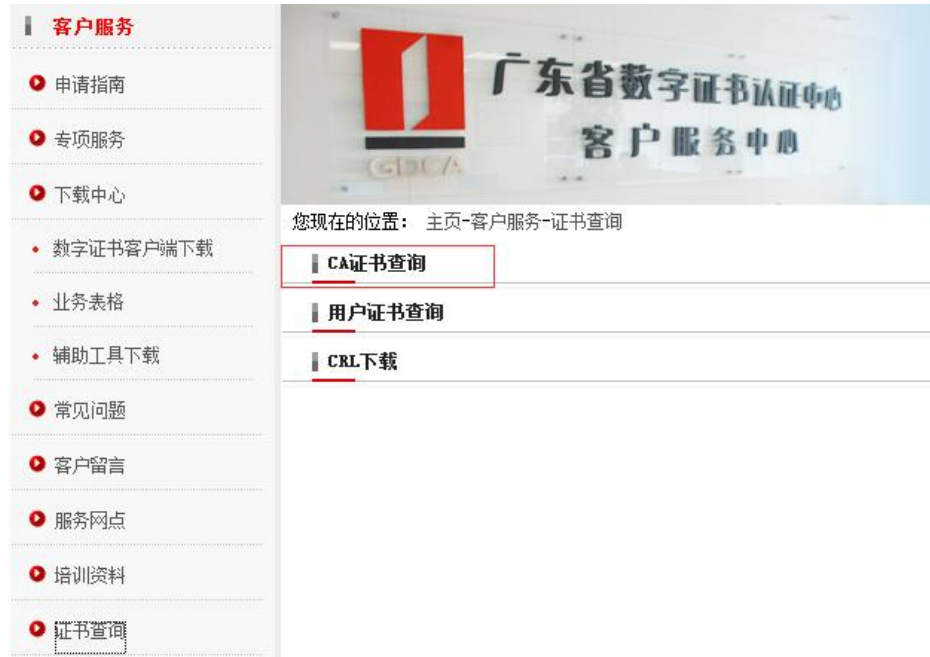 客户服务
申请指南
专项服务
下载中心
数字证书客户端下载
业务表格
辅助工具下载
常见问题
客户留言
服务网点
培训资料
证书查询
广东省数字证书认证中心
客户服务中心
GDCA
您现在的位置： 主页-客户服务-证书查询
CA证书查询
用户证书查询
CRL下载